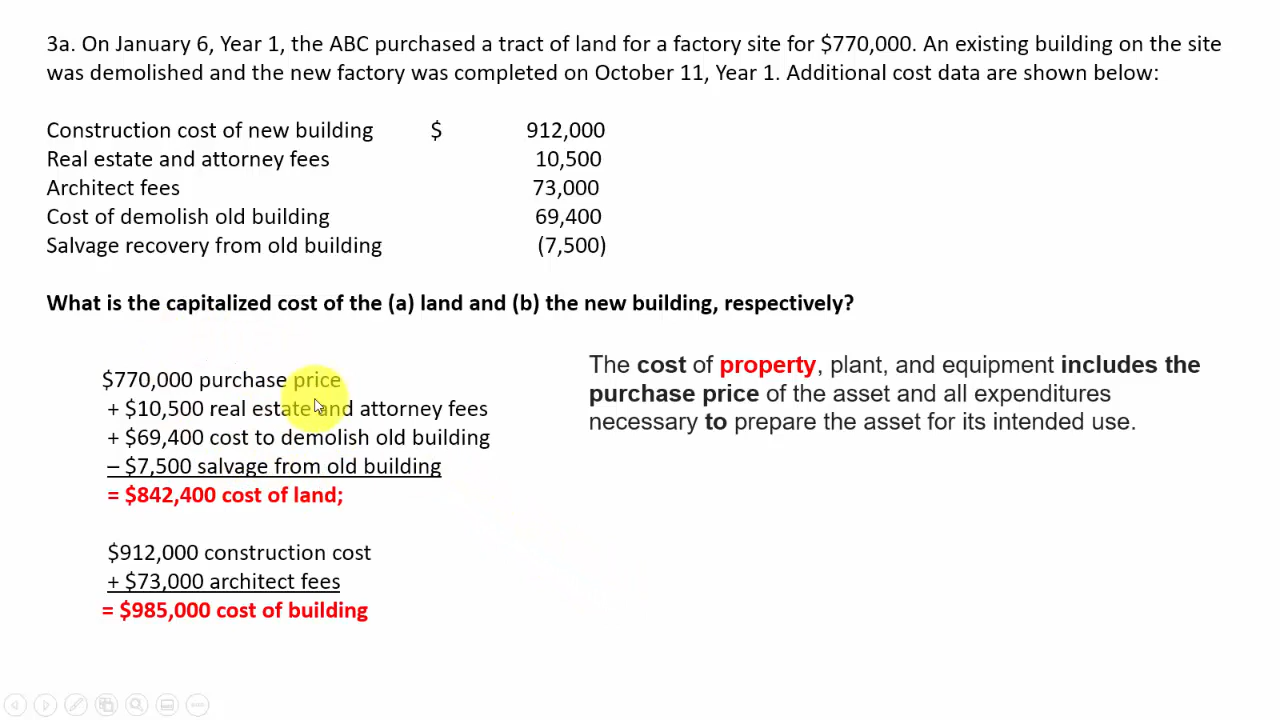 3a. On January 6, Year 1, the ABC purchased a tract of land for a factory site for $770,000. An existing building on the site
was demolished and the new factory was completed on October 11, Year 1. Additional cost data are shown below:
Construction cost of new building $ 912,000
Real estate and attorney fees 10,500
Architect fees 73,000
Cost of demolish old building 69,400
Salvage recovery from old building (7,500)
What is the capitalized cost of the (a) land and (b) the new building, respectively?
$770,000 purchase price
+ $10,500 real estate and attorney fees
+ $69,400 cost to demolish old building
– $7,500 salvage from old building
= $842,400 cost of land;
$912,000 construction cost
+ $73,000 architect fees
= $985,000 cost of building
The cost of property, plant, and equipment includes the
purchase price of the asset and all expenditures
necessary to prepare the asset for its intended use.